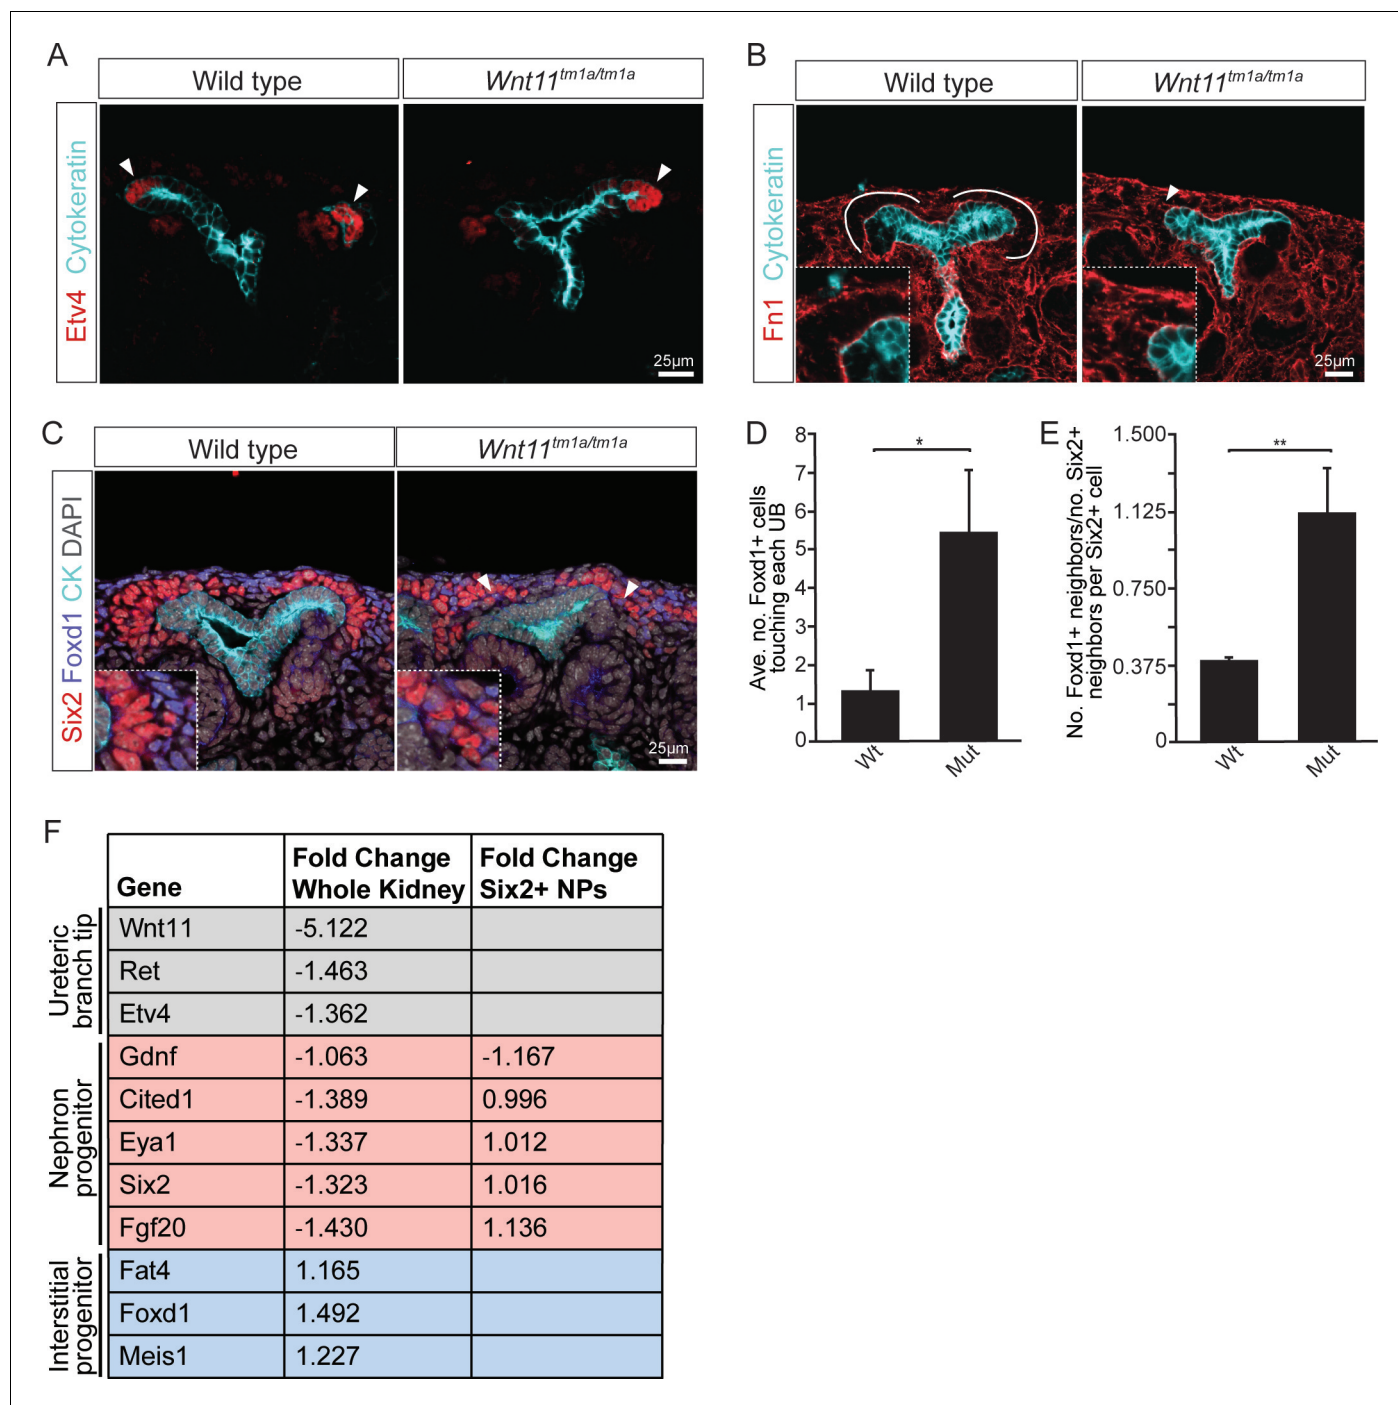 A
Wild type
Wnt11tm1a/tm1a
Etv4 Cytokeratin
25µm
B
Wild type
Wnt11tm1a/tm1a
Fn1 Cytokeratin
25µm
C
Wild type
Wnt11tm1a/tm1a
Six2 Foxd1 CK DAPI
25µm
D
Ave. no. Foxd1+ cells
touching each UB
8
7
6
5
4
3
2
1
0
*
Wt
Mut
E
No. Foxd1+ neighbors/no. Six2+
neighbors per Six2+ cell
1.500
1.125
0.750
0.375
0
**
Wt
Mut
F
Gene
Fold Change
Whole Kidney
Fold Change
Six2+ NPs
Ureteric
branch tip
Wnt11 -5.122
Ret -1.463
Etv4 -1.362
Nephron
progenitor
Gdnf -1.063 -1.167
Cited1 -1.389 0.996
Eya1 -1.337 1.012
Six2 -1.323 1.016
Fgf20 -1.430 1.136
Interstitial
progenitor
Fat4 1.165
Foxd1 1.492
Meis1 1.227